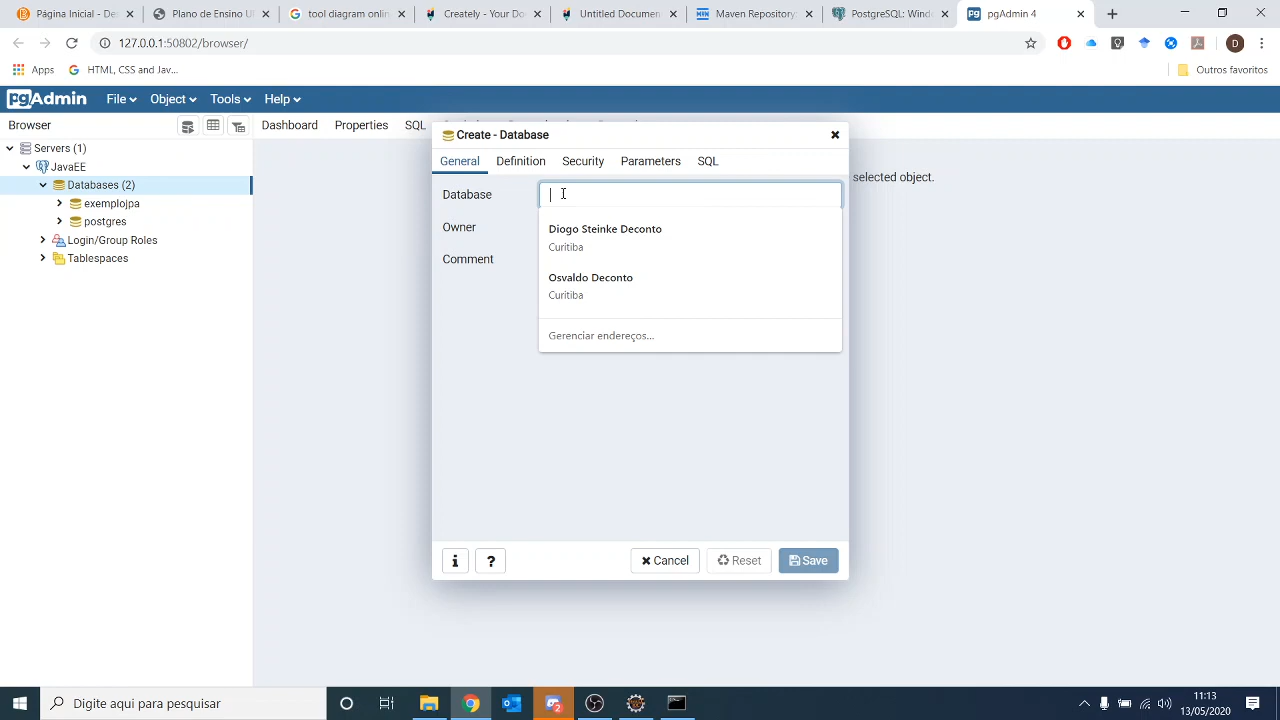 Página Inicial - Des
Plano de Ensino UI
tool diagram onlin
Creately - Your Do
Untitled Documen
Maven Repository:
PostgreSQL: Wind
pgAdmin 4
127.0.0.1:50802/browser/
D
Apps
HTML, CSS and Jav...
Outros favoritos
pgAdmin
File
Object
Tools
Help
Browser
Dashboard
Properties
SQL
Create - Database
Servers (1)
General
Definition
Security
Parameters
SQL
JavaEE
selected object.
Databases (2)
Database
exemplojpa
postgres
Owner
Diogo Steinke Deconto
Login/Group Roles
Curitiba
Tablespaces
Comment
Osvaldo Deconto
Curitiba
Gerenciar endereços...
i
?
Cancel
Reset
Save
Digite aqui para pesquisar
11:13
13/05/2020